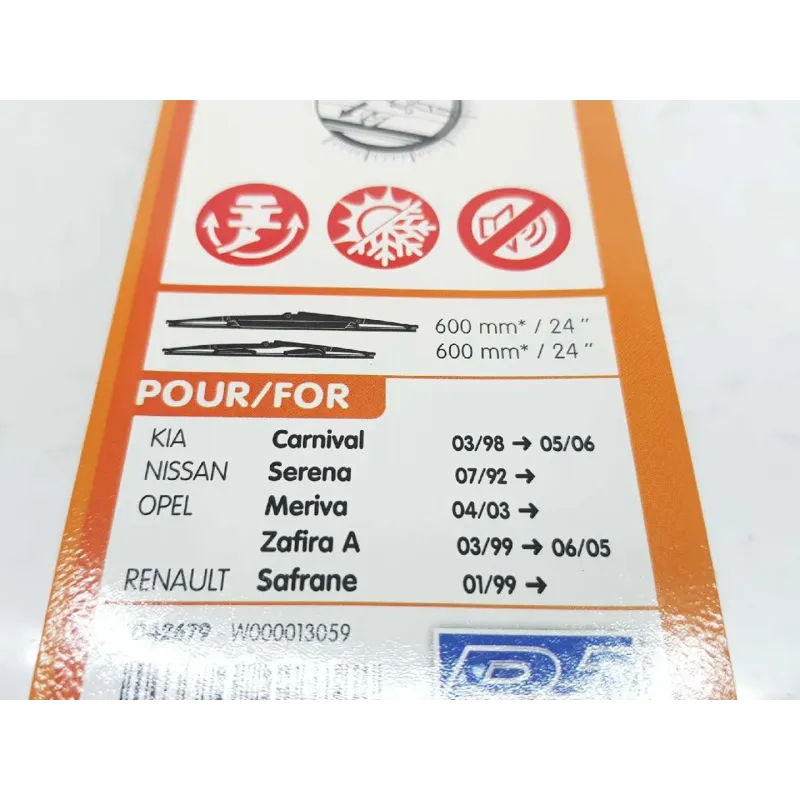 600 mm* / 24"
600 mm* / 24"
POUR/FOR
KIA Carnival 03/98 → 05/06
NISSAN Serena 07/92 →
OPEL Meriva 04/03 →
Zafira A 03/99 → 06/05
RENAULT Safrane 01/99 →
042679 W000013059